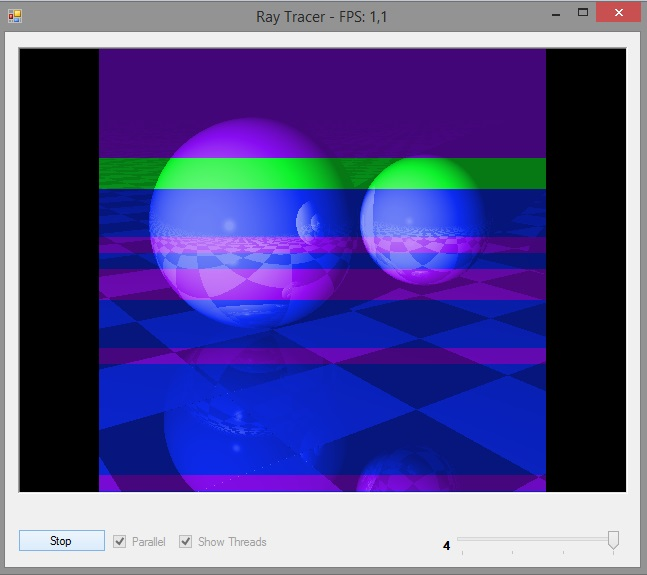 Ray Tracer - FPS: 1,1
Stop
Parallel
Show Threads
4